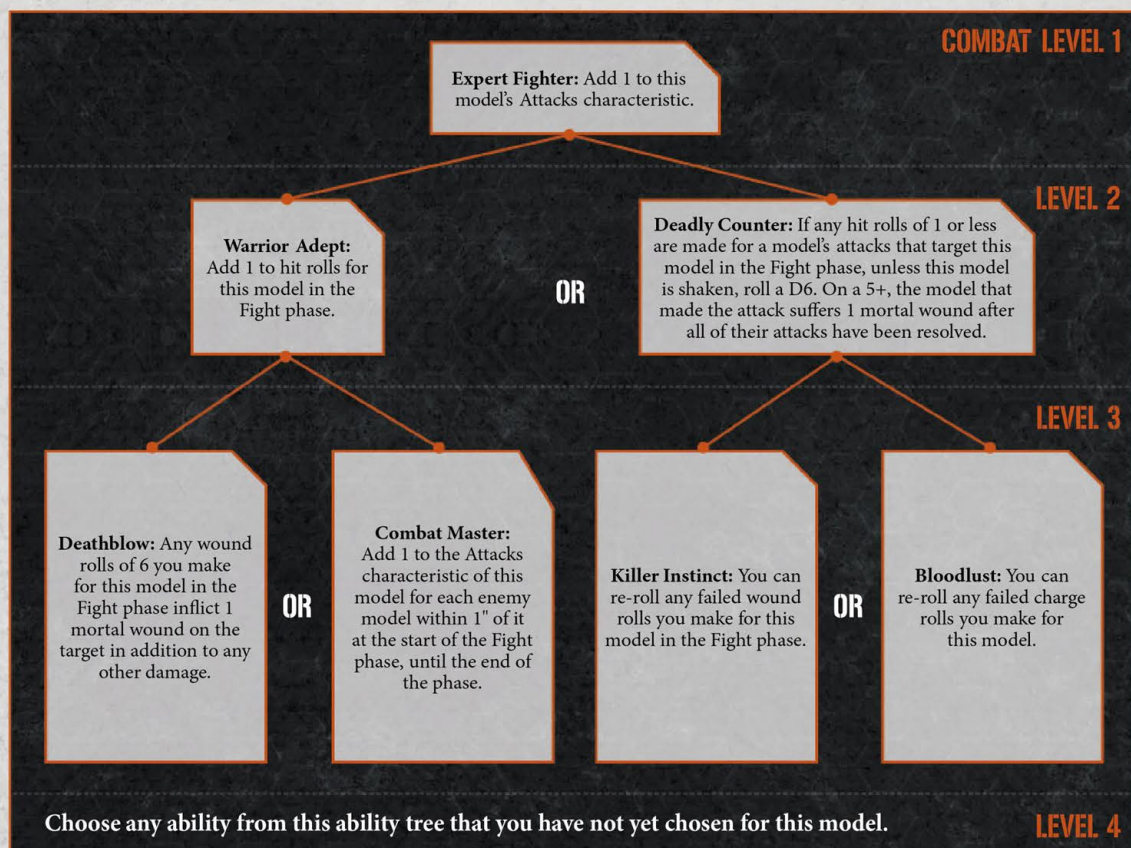 COMBAT LEVEL 1
Expert Fighter: Add 1 to this
model's Attacks characteristic.
LEVEL 2
Warrior Adept:
Add 1 to hit rolls for
this model in the
Fight phase.
OR
Deadly Counter: If any hit rolls of 1 or less
are made for a model's attacks that target this
model in the Fight phase, unless this model
is shaken, roll a D6. On a 5+, the model that
made the attack suffers 1 mortal wound after
all of their attacks have been resolved.
LEVEL 3
Deathblow: Any wound
rolls of 6 you make
for this model in the
Fight phase inflict 1
mortal wound on the
target in addition to any
other damage.
OR
Combat Master:
Add 1 to the Attacks
characteristic of this
model for each enemy
model within 1" of it
at the start of the Fight
phase, until the end of
the phase.
Killer Instinct: You can
re-roll any failed wound
rolls you make for this
model in the Fight phase.
OR
Bloodlust: You can
re-roll any failed charge
rolls you make for
this model.
Choose any ability from this ability tree that you have not yet chosen for this model.
LEVEL 4